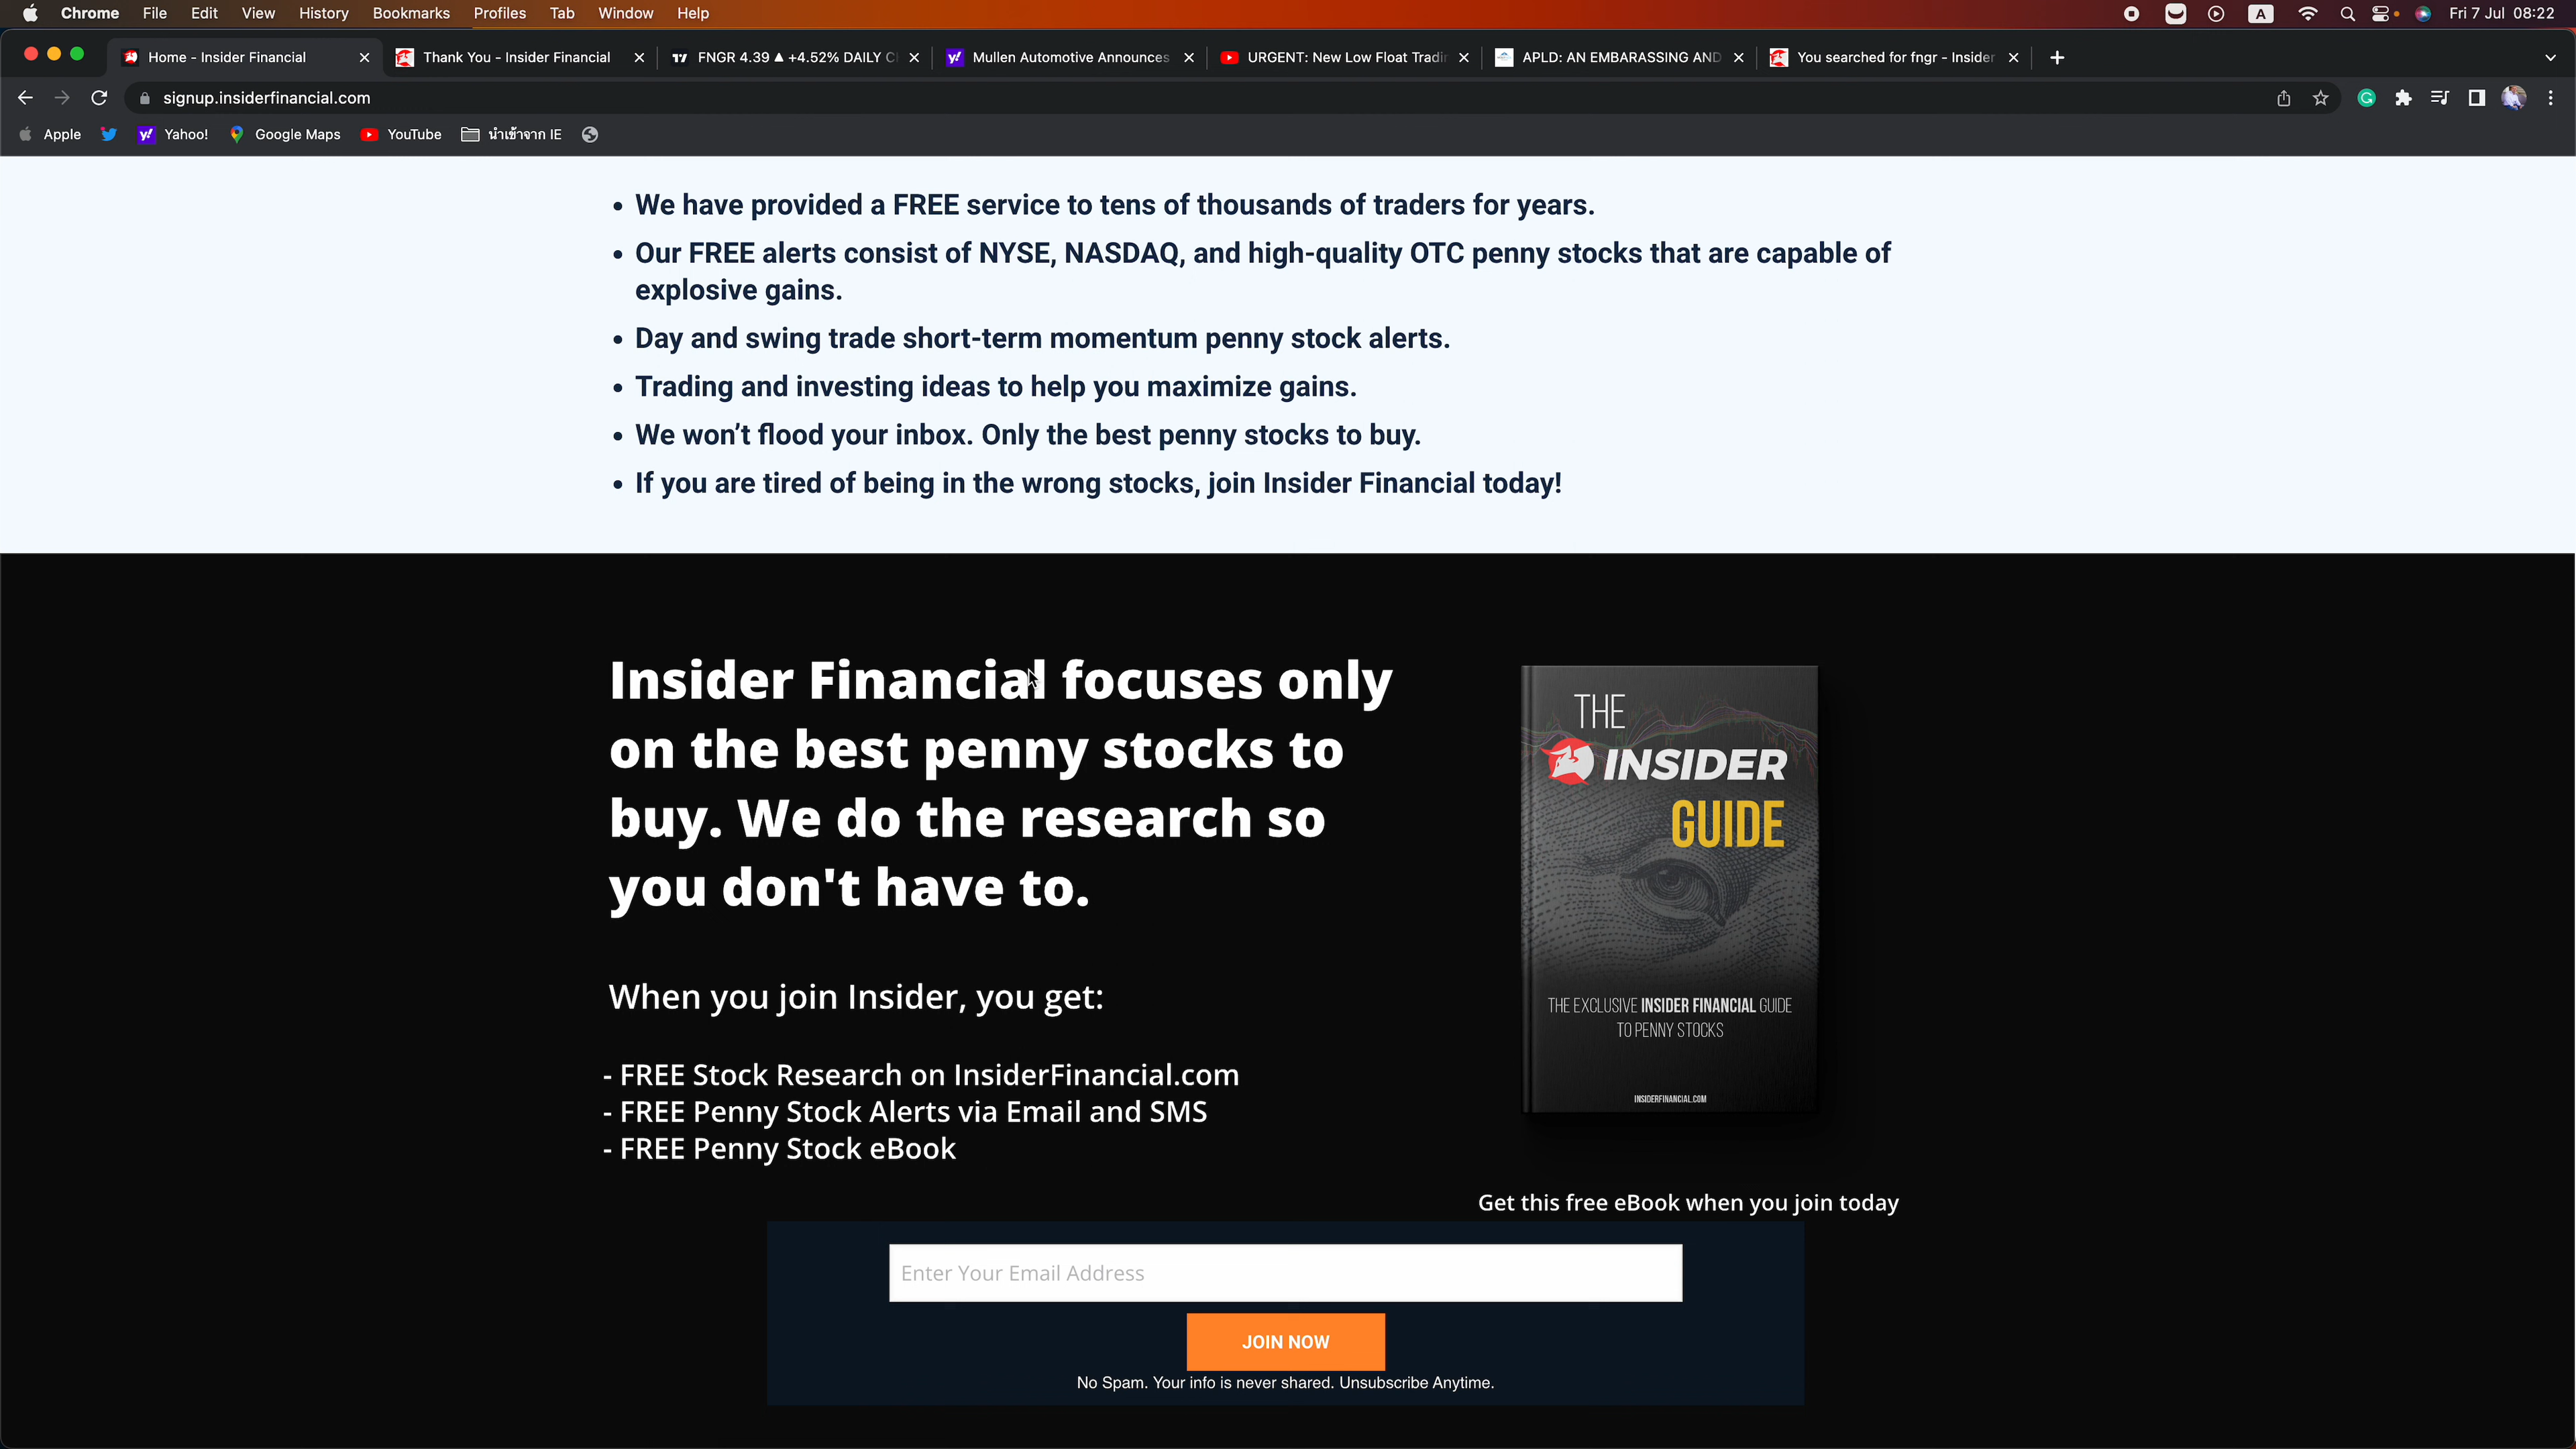 Chrome File Edit View History Bookmarks Profiles Tab Window Help
A Fri 7 Jul 08:22
Home - Insider Financial
Thank You - Insider Financial
FNGR 4.39 ▲ +4.52% DAILY C
Mullen Automotive Announces
URGENT: New Low Float Tradi
APLD: AN EMBARASSING AND
You searched for fngr - Insider
signup.insiderfinancial.com
Apple Yahoo! Google Maps YouTube นำเข้าจาก IE
• We have provided a FREE service to tens of thousands of traders for years.
• Our FREE alerts consist of NYSE, NASDAQ, and high-quality OTC penny stocks that are capable of
explosive gains.
• Day and swing trade short-term momentum penny stock alerts.
• Trading and investing ideas to help you maximize gains.
• We won’t flood your inbox. Only the best penny stocks to buy.
• If you are tired of being in the wrong stocks, join Insider Financial today!
Insider Financial focuses only
on the best penny stocks to
buy. We do the research so
you don't have to.
When you join Insider, you get:
- FREE Stock Research on InsiderFinancial.com
- FREE Penny Stock Alerts via Email and SMS
- FREE Penny Stock eBook
THE
INSIDER
GUIDE
THE EXCLUSIVE INSIDER FINANCIAL GUIDE
TO PENNY STOCKS
INSIDERFINANCIAL.COM
Get this free eBook when you join today
Enter Your Email Address
JOIN NOW
No Spam. Your info is never shared. Unsubscribe Anytime.